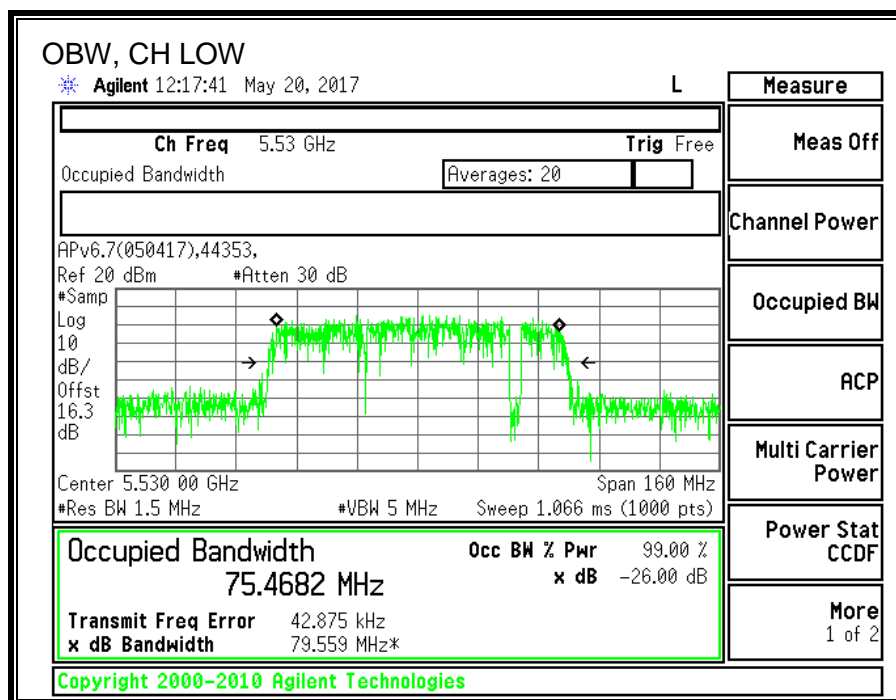 OBW, CH LOW
Agilent 12:17:41 May 20, 2017 L
Measure
Ch Freq 5.53 GHz Trig Free
Meas Off
Occupied Bandwidth Averages: 20
Channel Power
APv6.7(050417),44353,
Ref 20 dBm #Atten 30 dB
#Samp
Log
10
dB/
Offst
16.3
dB
Occupied BW
ACP
Multi Carrier
Power
Center 5.530 00 GHz Span 160 MHz
#Res BW 1.5 MHz #VBW 5 MHz Sweep 1.066 ms (1000 pts)
Power Stat
CCDF
Occupied Bandwidth Occ BW % Pwr 99.00 %
75.4682 MHz x dB -26.00 dB
Transmit Freq Error 42.875 kHz
x dB Bandwidth 79.559 MHz*
More
1 of 2
Copyright 2000-2010 Agilent Technologies